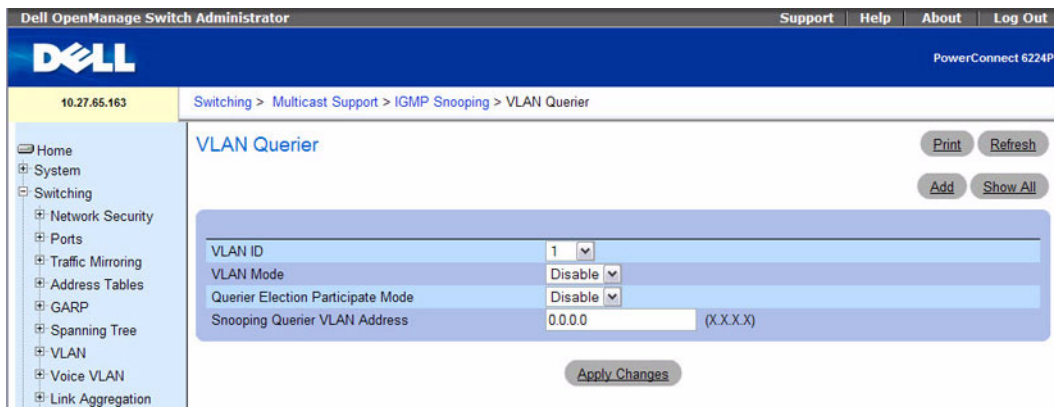 Dell OpenManage Switch Administrator Support Help About Log Out
DELL
PowerConnect 6224P
10.27.65.163
Switching > Multicast Support > IGMP Snooping > VLAN Querier
Home
System
Switching
Network Security
Ports
Traffic Mirroring
Address Tables
GARP
Spanning Tree
VLAN
Voice VLAN
Link Aggregation
VLAN Querier
Print Refresh
Add Show All
VLAN ID 1
VLAN Mode Disable
Querier Election Participate Mode Disable
Snooping Querier VLAN Address 0.0.0.0 (X.X.X.X)
Apply Changes